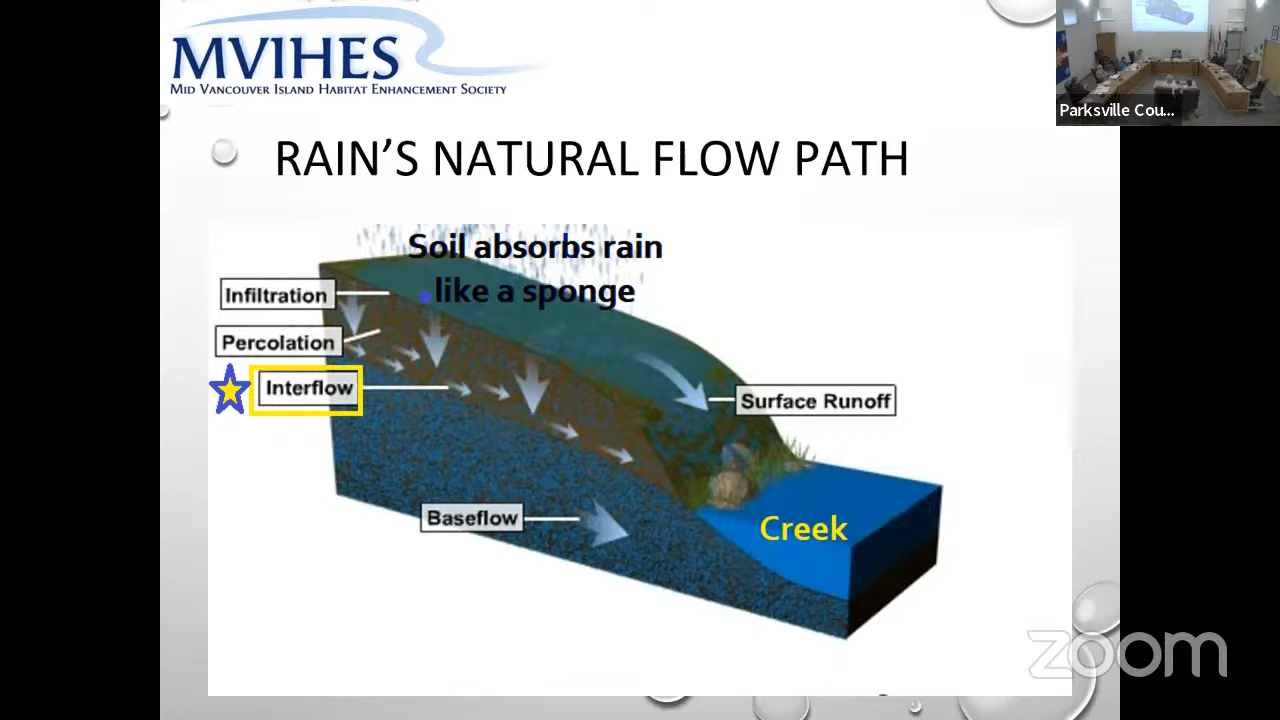 MVIHES
MID VANCOUVER ISLAND HABITAT ENHANCEMENT SOCIETY
Parksville Cou...
RAIN'S NATURAL FLOW PATH
Soil absorbs rain
like a sponge
Infiltration
Percolation
Interflow
Surface Runoff
Baseflow
Creek
zoom